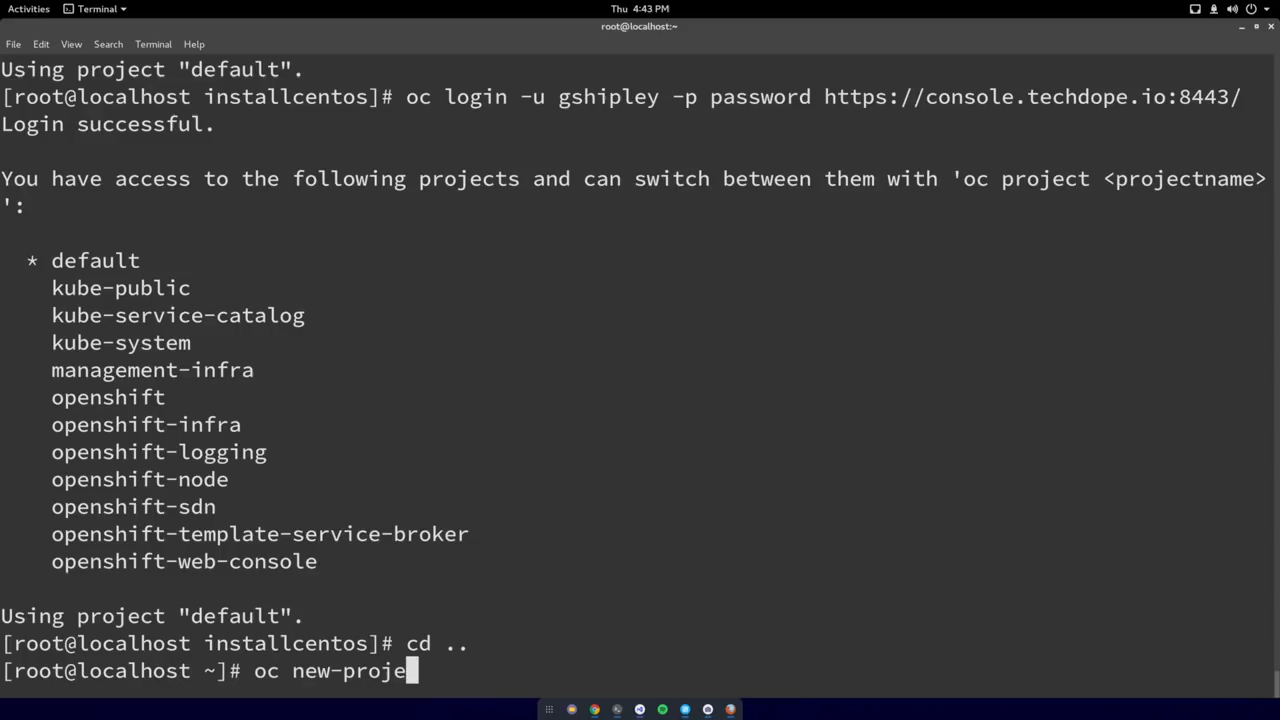 Activities Terminal Thu 4:43 PM
root@localhost:~
File Edit View Search Terminal Help
Using project "default".
[root@localhost installcentos]# oc login -u gshipley -p password https://console.techdope.io:8443/
Login successful.
You have access to the following projects and can switch between them with 'oc project <projectname>
':
* default
kube-public
kube-service-catalog
kube-system
management-infra
openshift
openshift-infra
openshift-logging
openshift-node
openshift-sdn
openshift-template-service-broker
openshift-web-console
Using project "default".
[root@localhost installcentos]# cd ..
[root@localhost ~]# oc new-proje